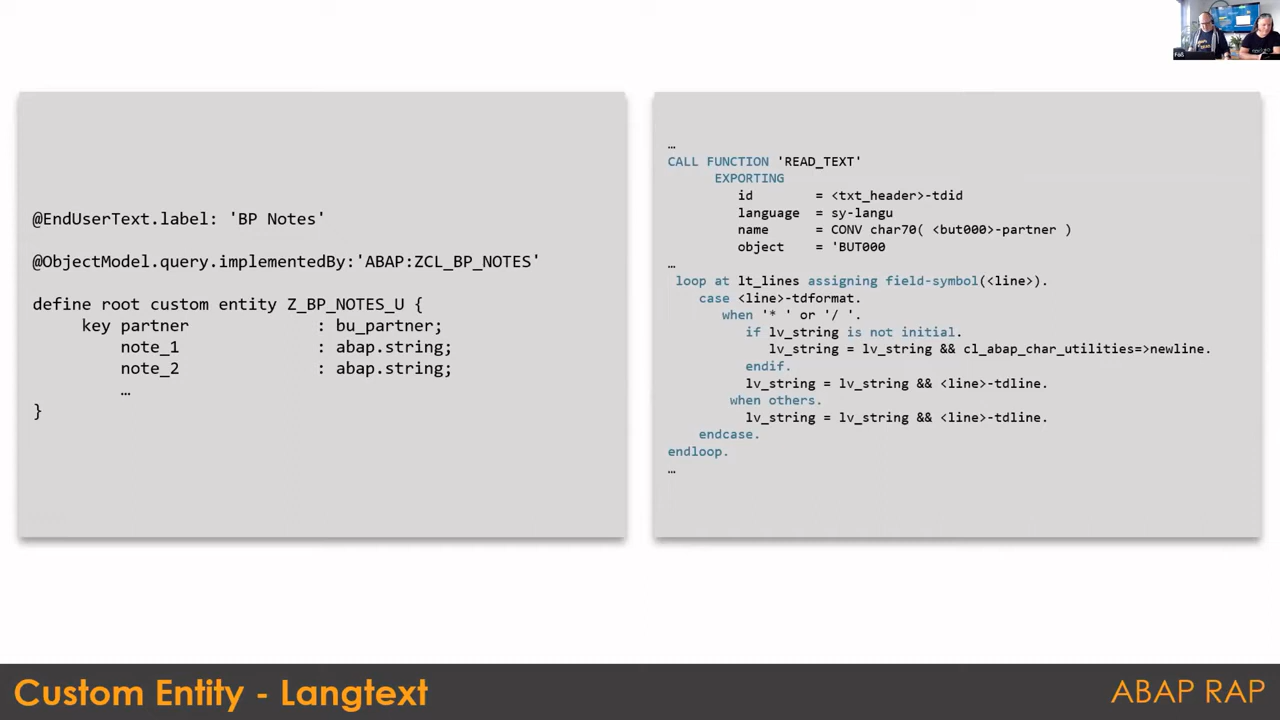 @EndUserText.label: 'BP Notes'
@ObjectModel.query.implementedBy:'ABAP:ZCL_BP_NOTES'
define root custom entity Z_BP_NOTES_U {
key partner : bu_partner;
note_1 : abap.string;
note_2 : abap.string;
…
}
…
CALL FUNCTION 'READ_TEXT'
EXPORTING
id = <txt_header>-tdid
language = sy-langu
name = CONV char70( <but000>-partner )
object = 'BUT000
…
loop at lt_lines assigning field-symbol(<line>).
case <line>-tdformat.
when '* ' or '/ '.
if lv_string is not initial.
lv_string = lv_string && cl_abap_char_utilities=>newline.
endif.
lv_string = lv_string && <line>-tdline.
when others.
lv_string = lv_string && <line>-tdline.
endcase.
endloop.
…
Custom Entity - Langtext
ABAP RAP